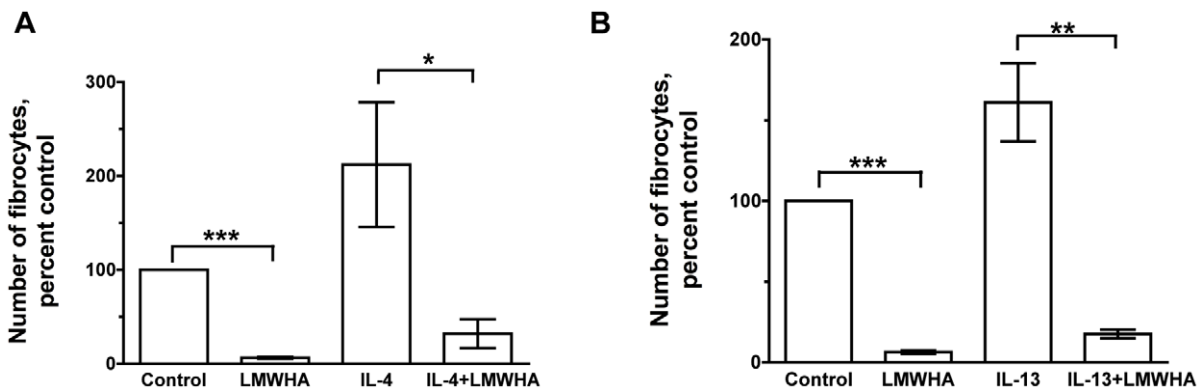 A
Number of fibrocytes,
percent control
300
200
100
0
***
*
Control LMWHA IL-4 IL-4+LMWHA
B
Number of fibrocytes,
percent control
200
100
0
***
**
Control LMWHA IL-13 IL-13+LMWHA